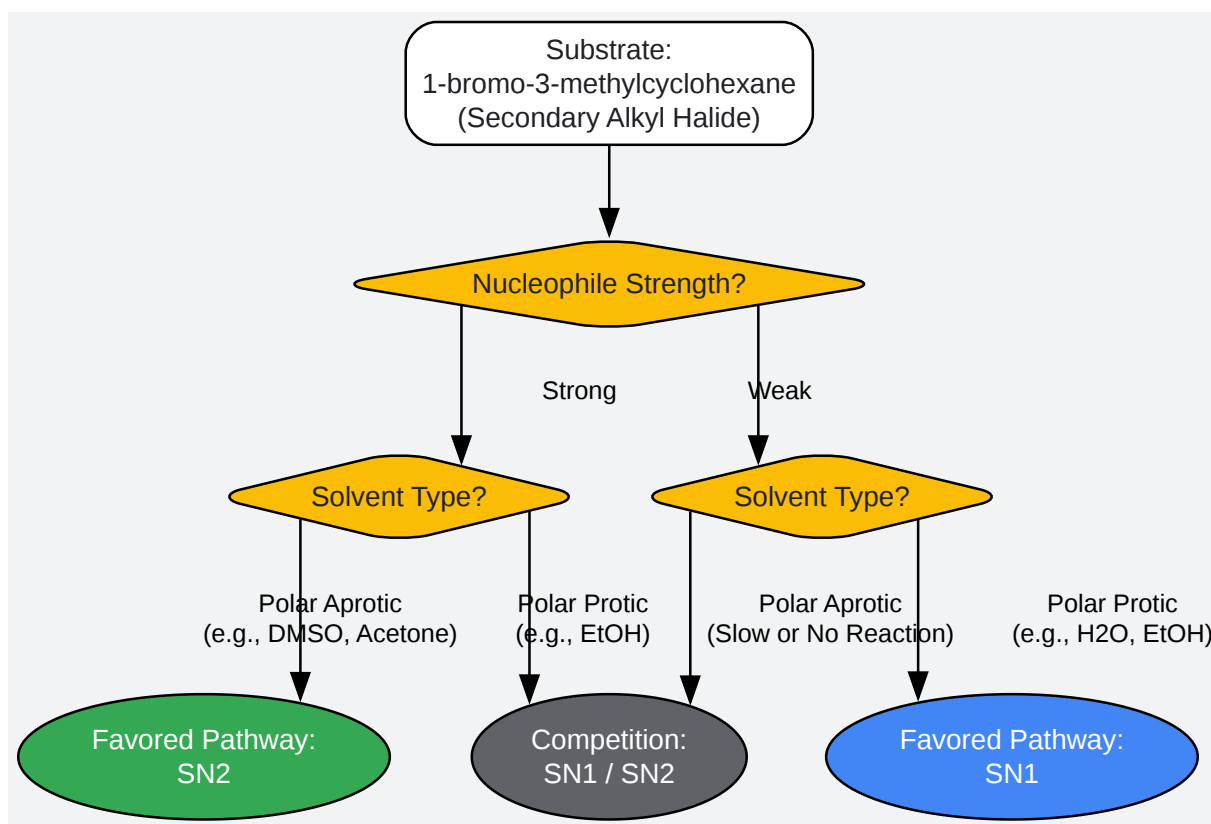 Substrate:
1-bromo-3-methylcyclohexane
(Secondary Alkyl Halide)
Nucleophile Strength?
Strong
Weak
Solvent Type?
Solvent Type?
Polar Aprotic
(e.g., DMSO, Acetone)
Polar Protic
(e.g., EtOH)
Polar Aprotic
(Slow or No Reaction)
Polar Protic
(e.g., H2O, EtOH)
Favored Pathway:
SN2
Competition:
SN1 / SN2
Favored Pathway:
SN1